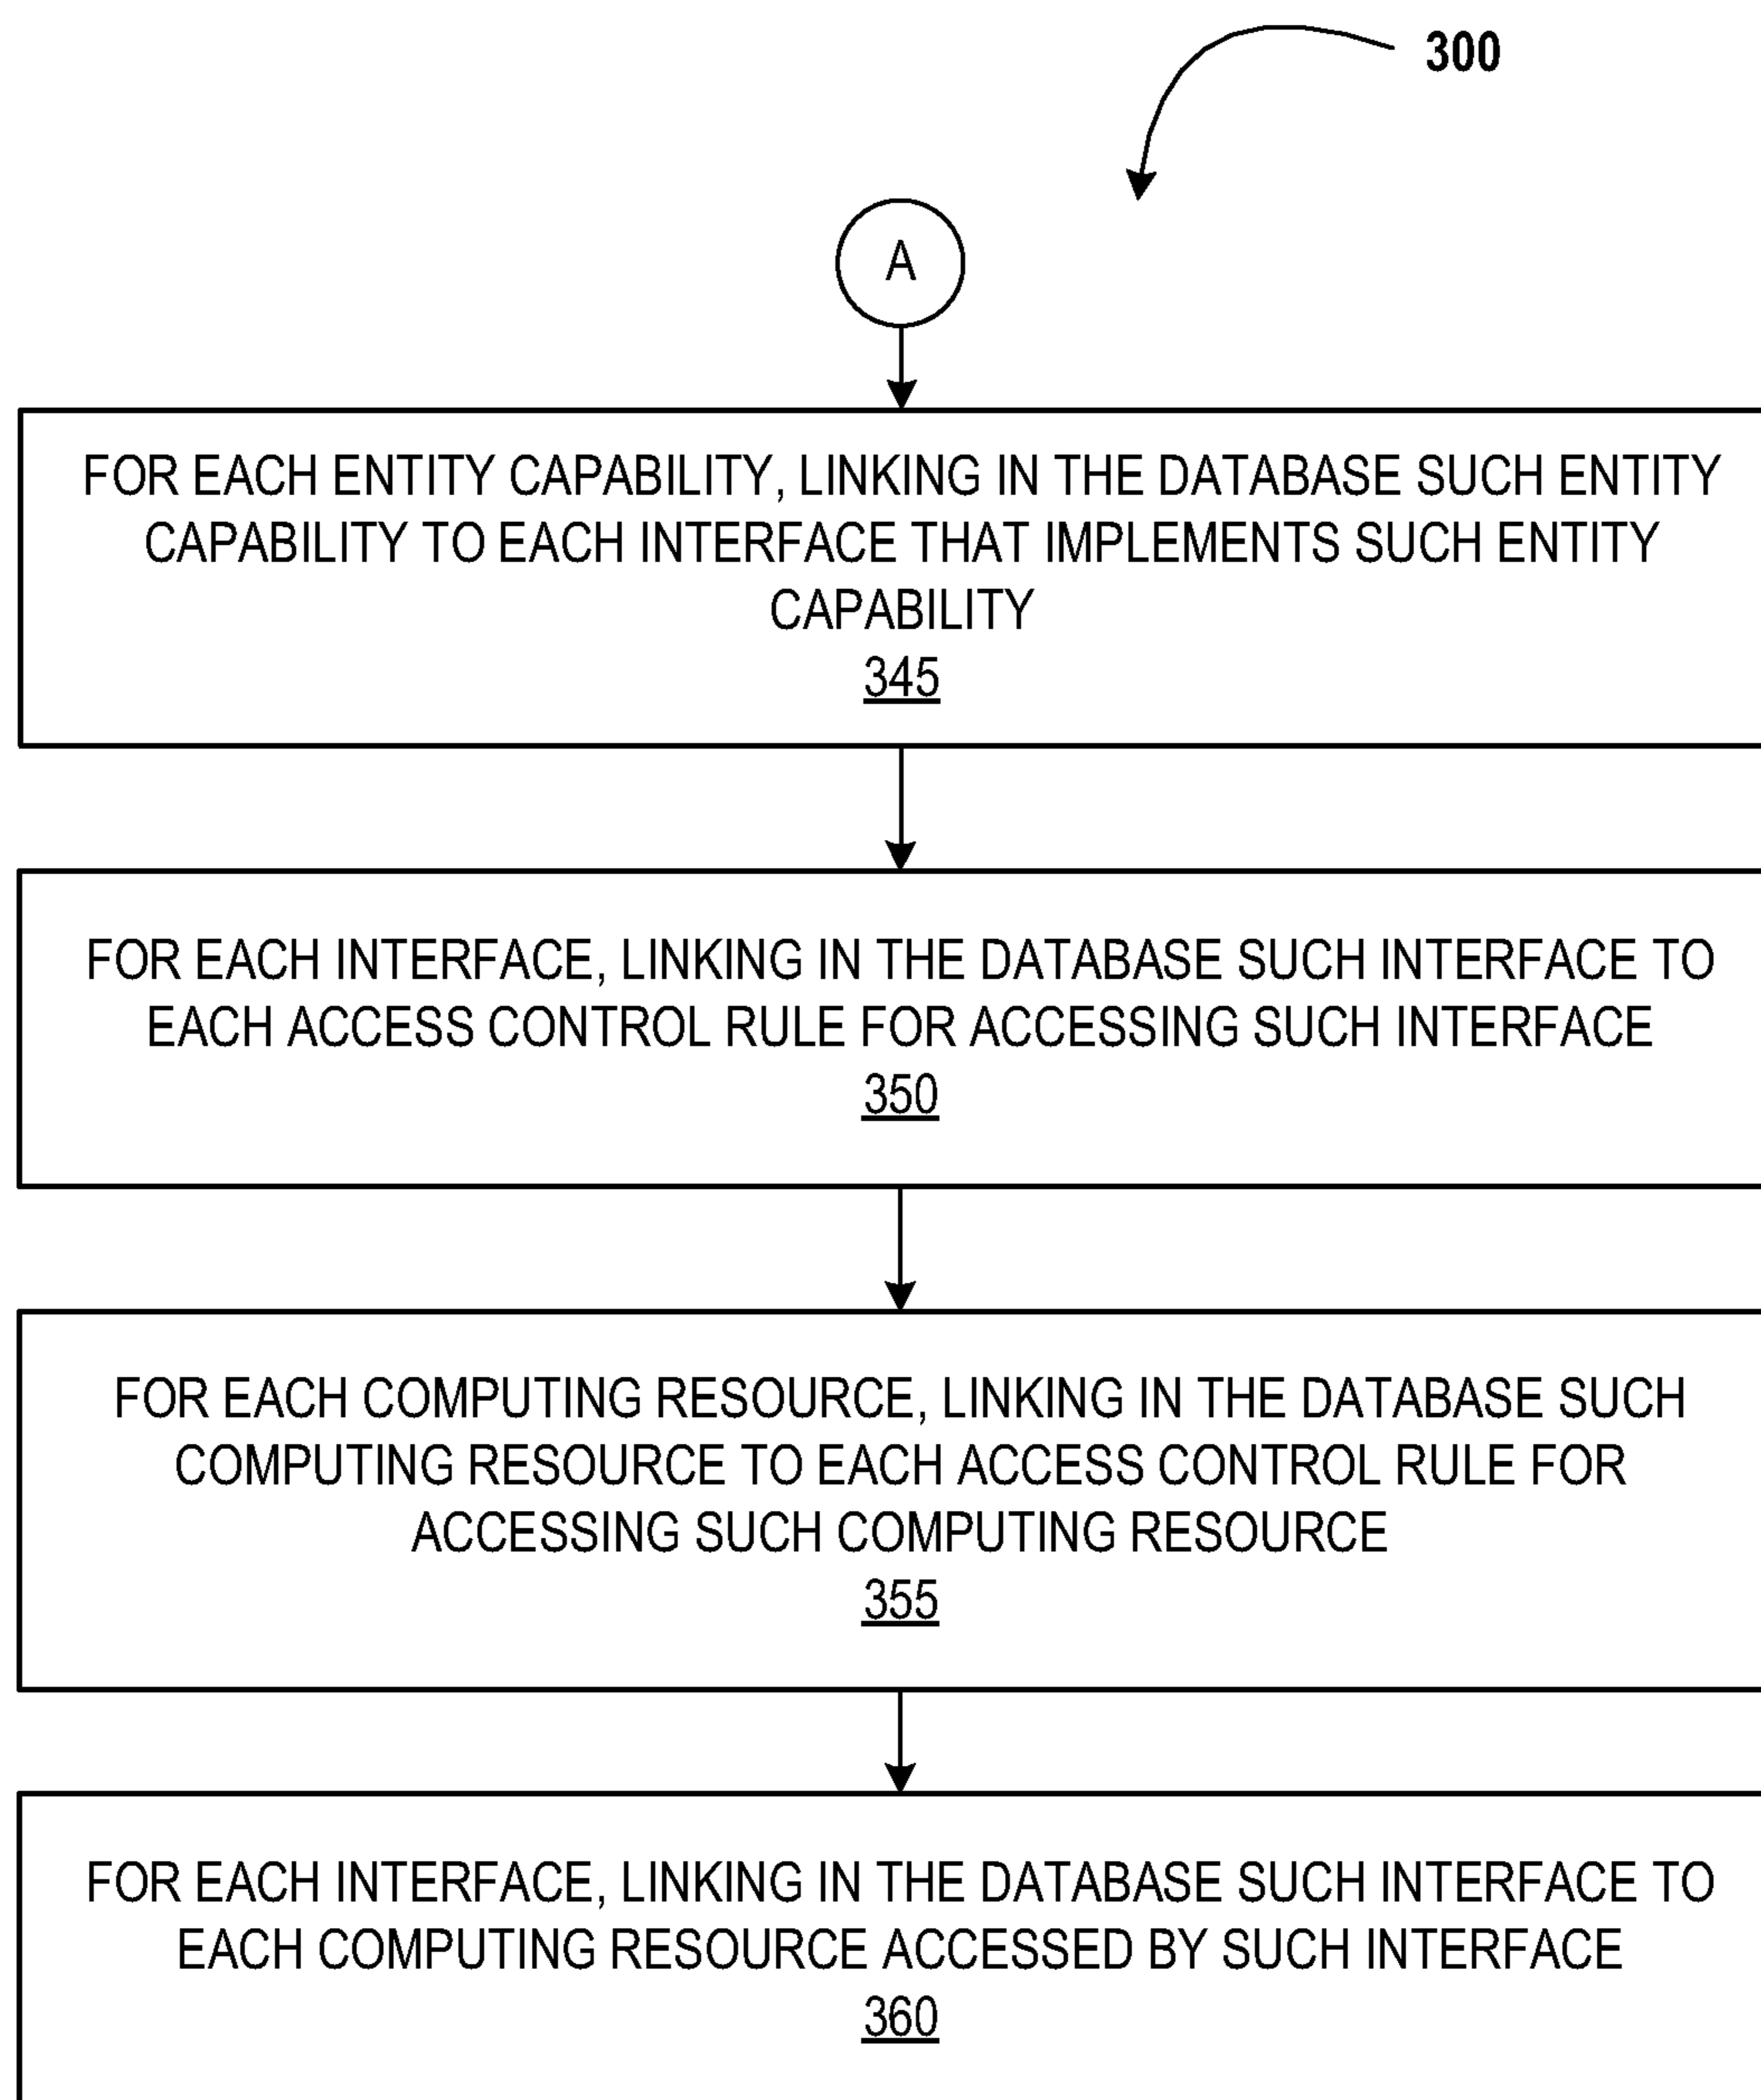 300
A
FOR EACH ENTITY CAPABILITY, LINKING IN THE DATABASE SUCH ENTITY
CAPABILITY TO EACH INTERFACE THAT IMPLEMENTS SUCH ENTITY
CAPABILITY
345
FOR EACH INTERFACE, LINKING IN THE DATABASE SUCH INTERFACE TO
EACH ACCESS CONTROL RULE FOR ACCESSING SUCH INTERFACE
350
FOR EACH COMPUTING RESOURCE, LINKING IN THE DATABASE SUCH
COMPUTING RESOURCE TO EACH ACCESS CONTROL RULE FOR
ACCESSING SUCH COMPUTING RESOURCE
355
FOR EACH INTERFACE, LINKING IN THE DATABASE SUCH INTERFACE TO
EACH COMPUTING RESOURCE ACCESSED BY SUCH INTERFACE
360